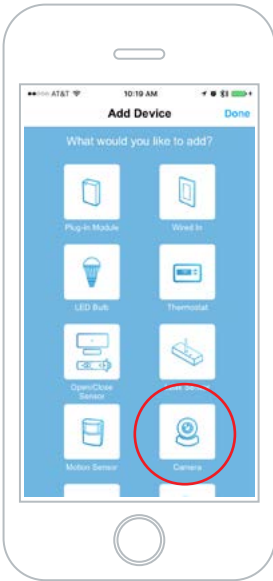 AT&T 10:19 AM
Add Device Done
What would you like to add?
Plug-in Module Wired In
LED Bulb Thermostat
Open/Close
Sensor
Motion Sensor Camera